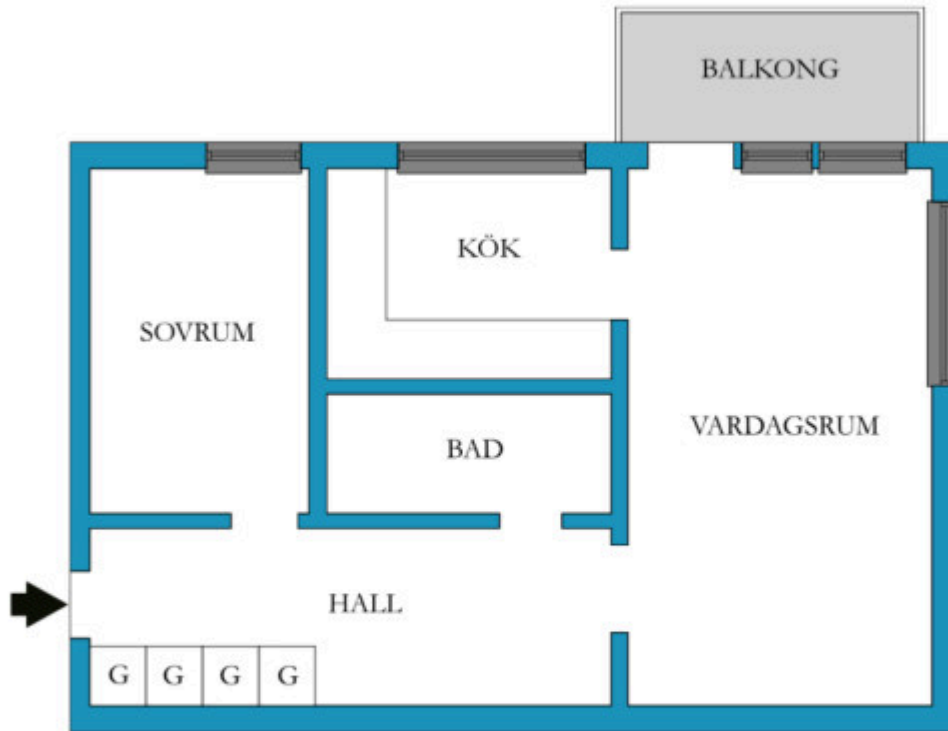 BALKONG
KÖK
SOVRUM
VARDAGSRUM
BAD
HALL
G G G G